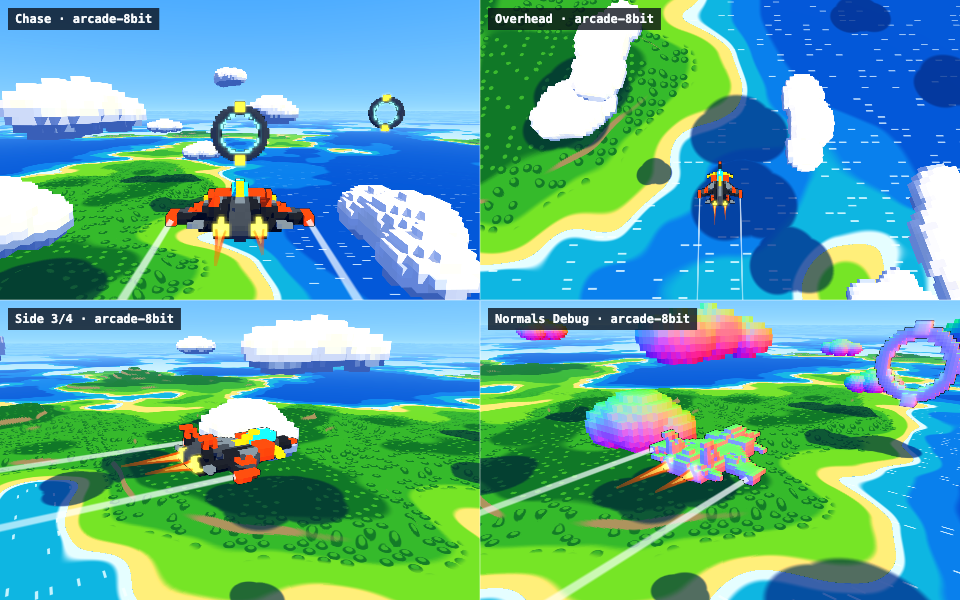 Chase · arcade-8bit
Overhead · arcade-8bit
Side 3/4 · arcade-8bit
Normals Debug · arcade-8bit